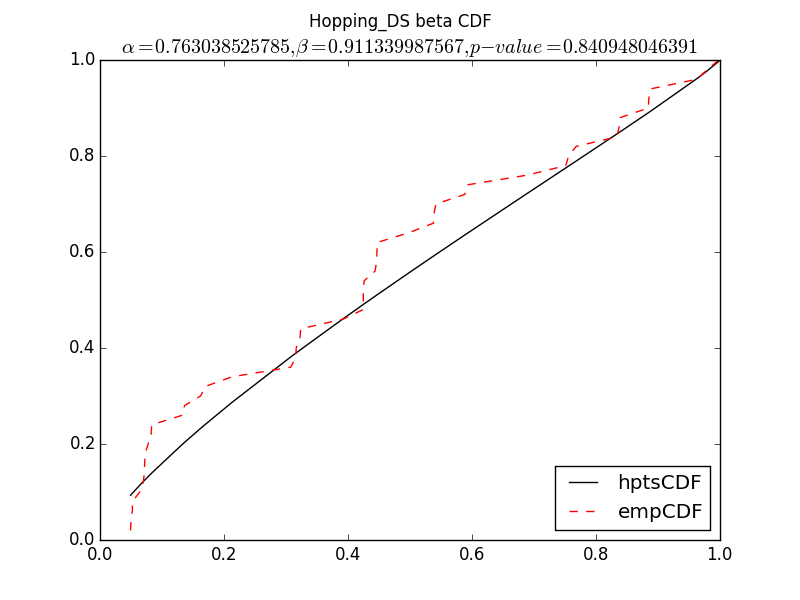 Hopping_DS beta CDF
α = 0.763038525785, β = 0.911339987567, p − value = 0.840948046391
1.0
0.8
0.6
0.4
0.2
0.0
hptsCDF
empCDF
0.0 0.2 0.4 0.6 0.8 1.0